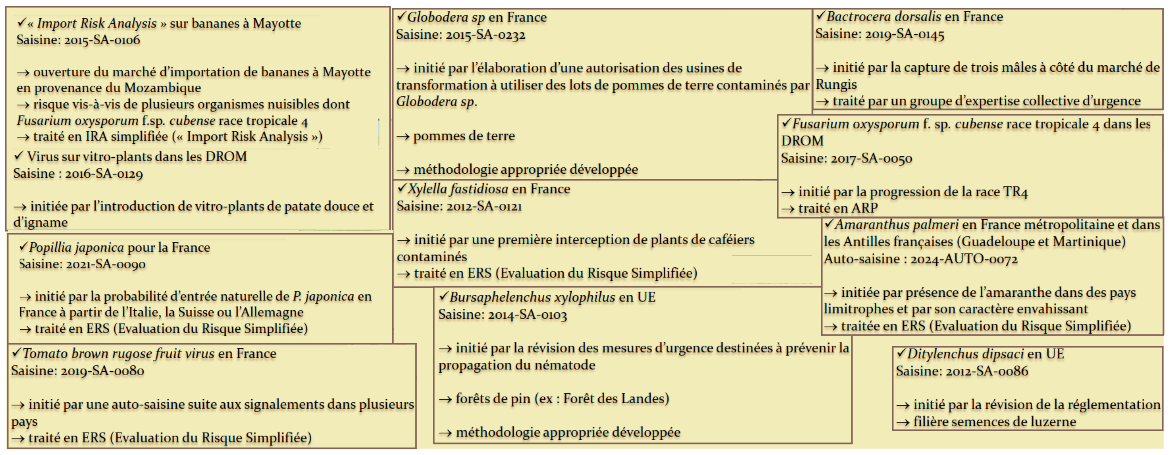 ✓« Import Risk Analysis » sur bananes à Mayotte
Saisine: 2015-SA-0106
→ ouverture du marché d'importation de bananes à Mayotte
en provenance du Mozambique
→ risque vis-à-vis de plusieurs organismes nuisibles dont
Fusarium oxysporum f.sp. cubense race tropicale 4
→ traité en IRA simplifiée (« Import Risk Analysis »)
✓ Virus sur vitro-plants dans les DROM
Saisine : 2016-SA-0129
→ initiée par l'introduction de vitro-plants de patate douce et
d'igname
✓Popillia japonica pour la France
Saisine: 2021-SA-0090
→ initié par la probabilité d'entrée naturelle de P. japonica en
France à partir de l'Italie, la Suisse ou l'Allemagne
→ traité en ERS (Evaluation du Risque Simplifiée)
✓Tomato brown rugose fruit virus en France
Saisine: 2019-SA-0080
→ initié par une auto-saisine suite aux signalements dans plusieurs
pays
→ traité en ERS (Evaluation du Risque Simplifiée)
✓Globodera sp en France
Saisine: 2015-SA-0232
→ initié par l'élaboration d'une autorisation des usines de
transformation à utiliser des lots de pommes de terre contaminés par
Globodera sp.
→ pommes de terre
→ méthodologie appropriée développée
✓Xylella fastidiosa en France
Saisine: 2012-SA-0121
→ initié par une première interception de plants de caféiers
contaminés
→ traité en ERS (Evaluation du Risque Simplifiée)
✓Bursaphelenchus xylophilus en UE
Saisine: 2014-SA-0103
→ initié par la révision des mesures d'urgence destinées à prévenir la
propagation du nématode
→ forêts de pin (ex : Forêt des Landes)
→ méthodologie appropriée développée
✓Bactrocera dorsalis en France
Saisine: 2019-SA-0145
→ initié par la capture de trois mâles à côté du marché de
Rungis
→ traité par un groupe d'expertise collective d'urgence
✓Fusarium oxysporum f. sp. cubense race tropicale 4 dans les
DROM
Saisine: 2017-SA-0050
→ initié par la progression de la race TR4
→ traité en ARP
✓Amaranthus palmeri en France métropolitaine et dans
les Antilles françaises (Guadeloupe et Martinique)
Auto-saisine : 2024-AUTO-0072
→ initiée par présence de l'amaranthe dans des pays
limitrophes et par son caractère envahissant
→ traitée en ERS (Evaluation du Risque Simplifiée)
✓Ditylenchus dipsaci en UE
Saisine: 2012-SA-0086
→ initié par la révision de la réglementation
→ filière semences de luzerne